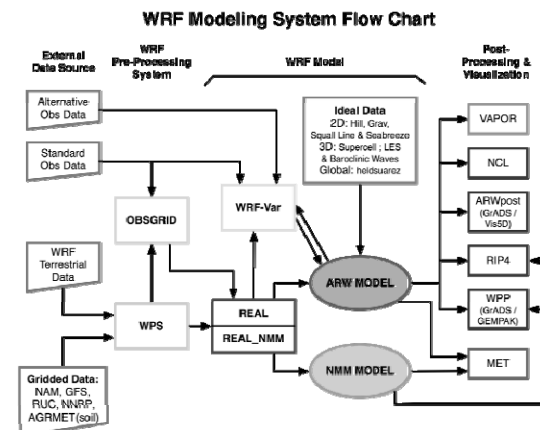 WRF Modeling System Flow Chart
External
Data Source
WRF
Pre-Processing
System
WRF Model
Post-
Processing &
Visualization
Alternative
Obs Data
Standard
Obs Data
WRF
Terrestrial
Data
Gridded Data:
NAM, GFS,
RUC, NNRP,
AGRMET(soil)
OBSGRID
WPS
WRF-Var
REAL
REAL_NMM
Ideal Data
2D: Hill, Grav,
Squall Line & Seabreeze
3D: Supercell ; LES
& Baroclinic Waves
Global: heldsuarez
ARW MODEL
NMM MODEL
VAPOR
NCL
ARWpost
(GrADS /
Vis5D)
RIP4
WPP
(GrADS /
GEMPAK)
MET